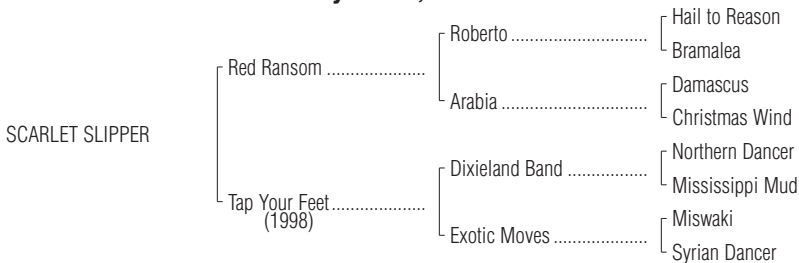 Hail to Reason
Roberto ............................
Bramalea
Red Ransom .....................
Damascus
Arabia ..............................
Christmas Wind
SCARLET SLIPPER
Northern Dancer
Dixieland Band ................
Mississippi Mud
Tap Your Feet....................
(1998)
Miswaki
Exotic Moves ...................
Syrian Dancer